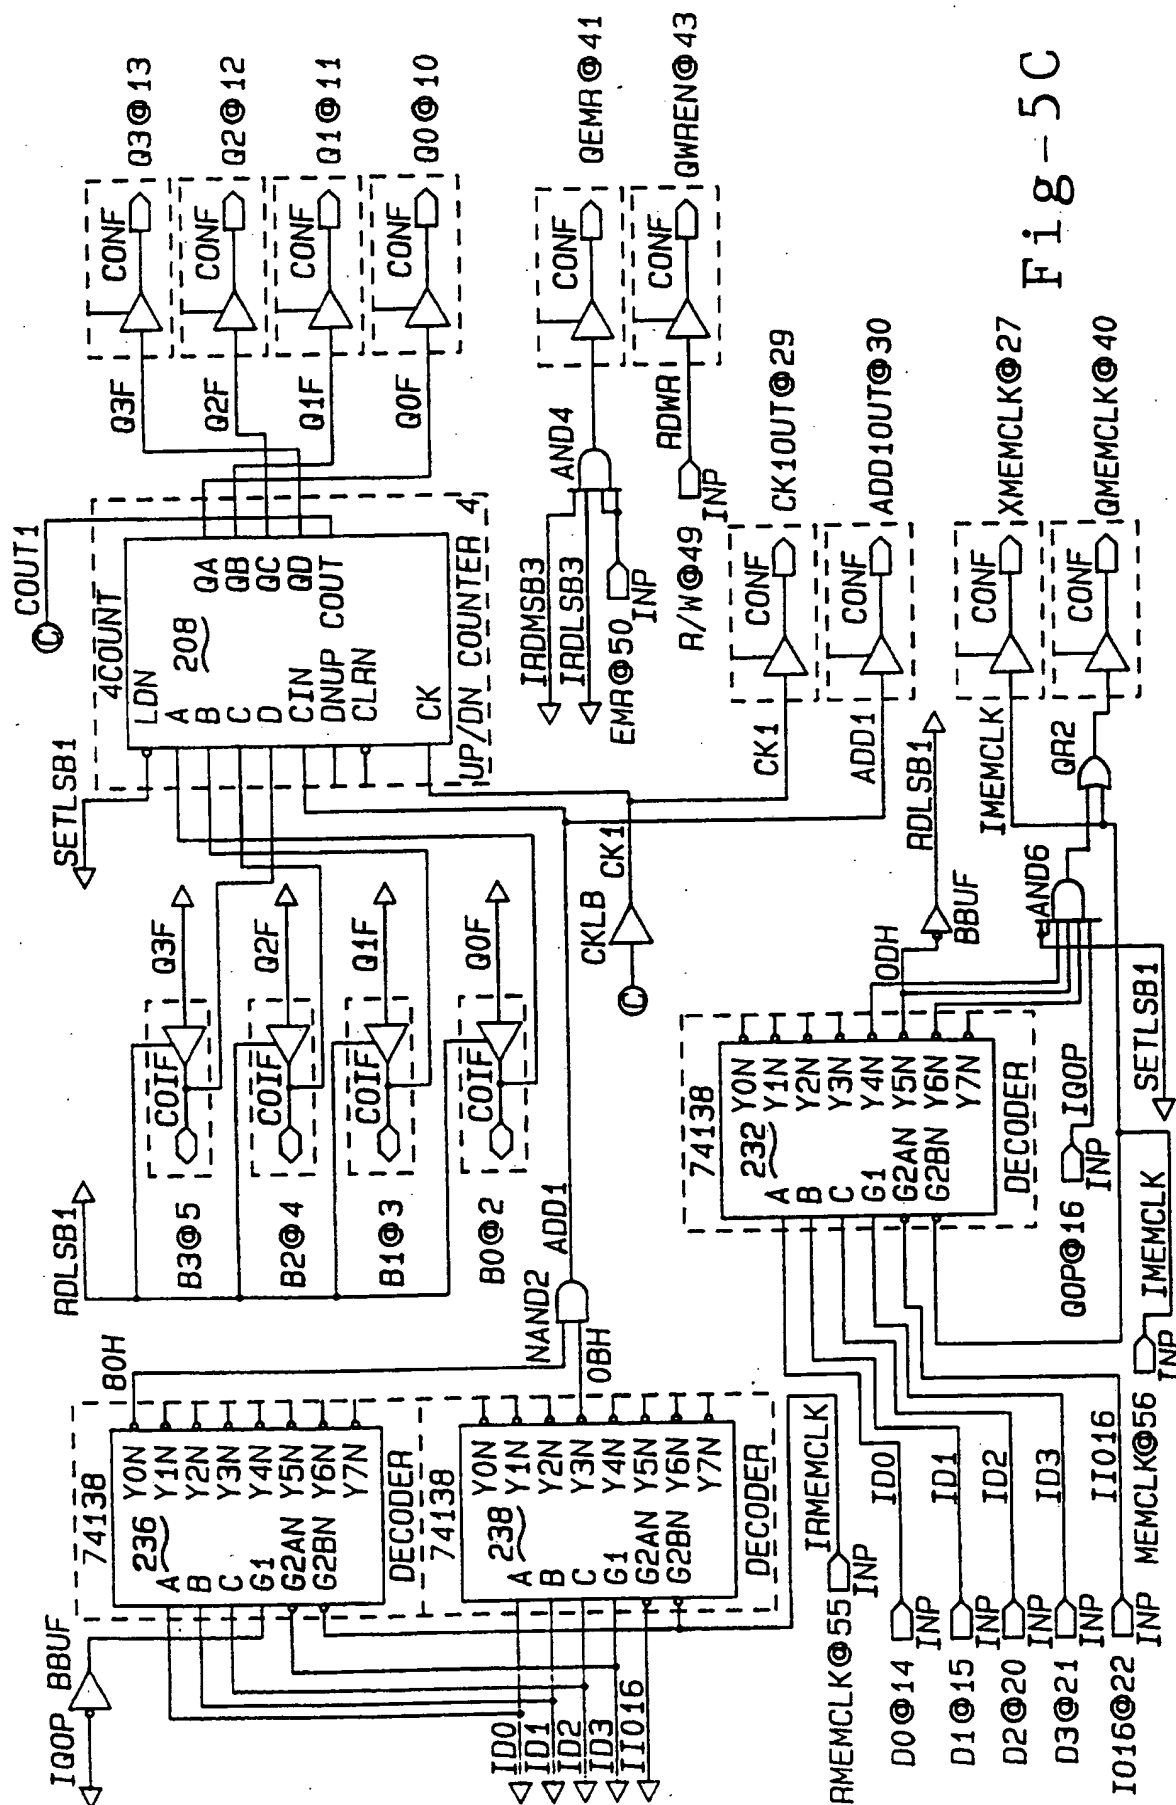 IQOP
BBUF
74138
236
A
B
C
G1
G2AN
G2BN
Y0N
Y1N
Y2N
Y3N
Y4N
Y5N
Y6N
Y7N
DECODER
80H
74138
238
A
B
C
G1
G2AN
G2BN
Y0N
Y1N
Y2N
Y3N
Y4N
Y5N
Y6N
Y7N
DECODER
0BH
NAND2
ADD1
ID0
ID1
ID2
ID3
IIO16
RMEMCLK@55
INP
IRMEMCLK
RDLSB1
B3@5
COIF
Q3F
B2@4
COIF
Q2F
B1@3
COIF
Q1F
B0@2
COIF
Q0F
SETLSB1
COUT1
C
4COUNT
208
LDN
A
B
C
D
CIN
DNUP
CLRN
CK
QA
QB
QC
QD
COUT
UP/DN COUNTER
4
Q3F
CONF
Q3@13
Q2F
CONF
Q2@12
Q1F
CONF
Q1@11
Q0F
CONF
Q0@10
IRDMSB3
IRDLSB3
AND4
EMR@50
INP
CONF
QEMR@41
R/W@49
INP
RDWR
CONF
QWREN@43
C
CKLB
CK1
CK1
CONF
CK1OUT@29
ADD1
CONF
ADD1OUT@30
D0@14
INP
ID0
D1@15
INP
ID1
D2@20
INP
ID2
D3@21
INP
ID3
IO16@22
INP
IIO16
MEMCLK@56
INP
IMEMCLK
74138
232
A
B
C
G1
G2AN
G2BN
Y0N
Y1N
Y2N
Y3N
Y4N
Y5N
Y6N
Y7N
DECODER
0DH
BBUF
RDLSB1
QOP@16
INP
IQOP
SETLSB1
AND6
QR2
IMEMCLK
CONF
XMEMCLK@27
CONF
QMEMCLK@40
Fig-5C